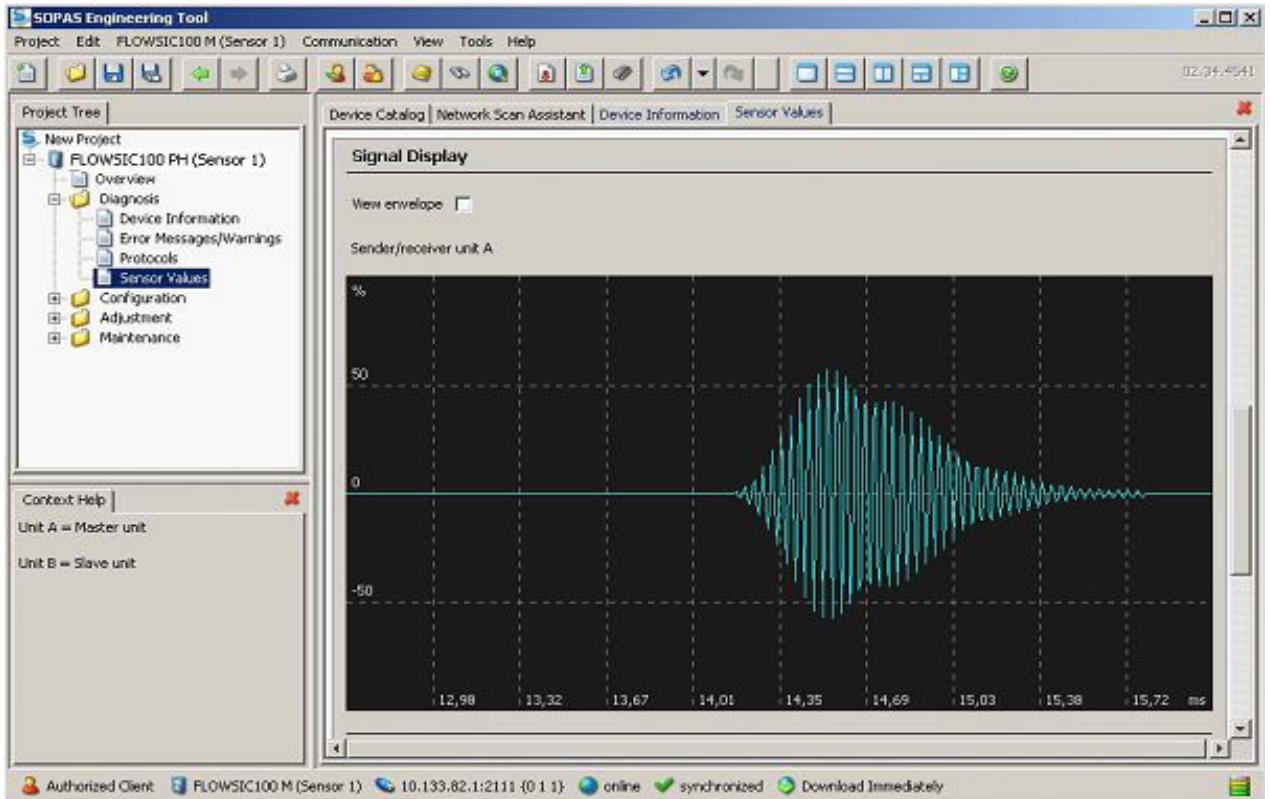 SOPAS Engineering Tool
Project Edit FLOWSIC100 M (Sensor 1) Communication View Tools Help
02.34.4541
Project Tree
New Project
FLOWSIC100 PH (Sensor 1)
Overview
Diagnosis
Device Information
Error Messages/Warnings
Protocols
Sensor Values
Configuration
Adjustment
Maintenance
Context Help
Unit A = Master unit
Unit B = Slave unit
Device Catalog Network Scan Assistant Device Information Sensor Values
Signal Display
View envelope
Sender/receiver unit A
%
50
0
-50
12,98 13,32 13,67 14,01 14,35 14,69 15,03 15,38 15,72 ms
Authorized Client FLOWSIC100 M (Sensor 1) 10.133.82.1:2111 {0 1 1} online synchronized Download Immediately